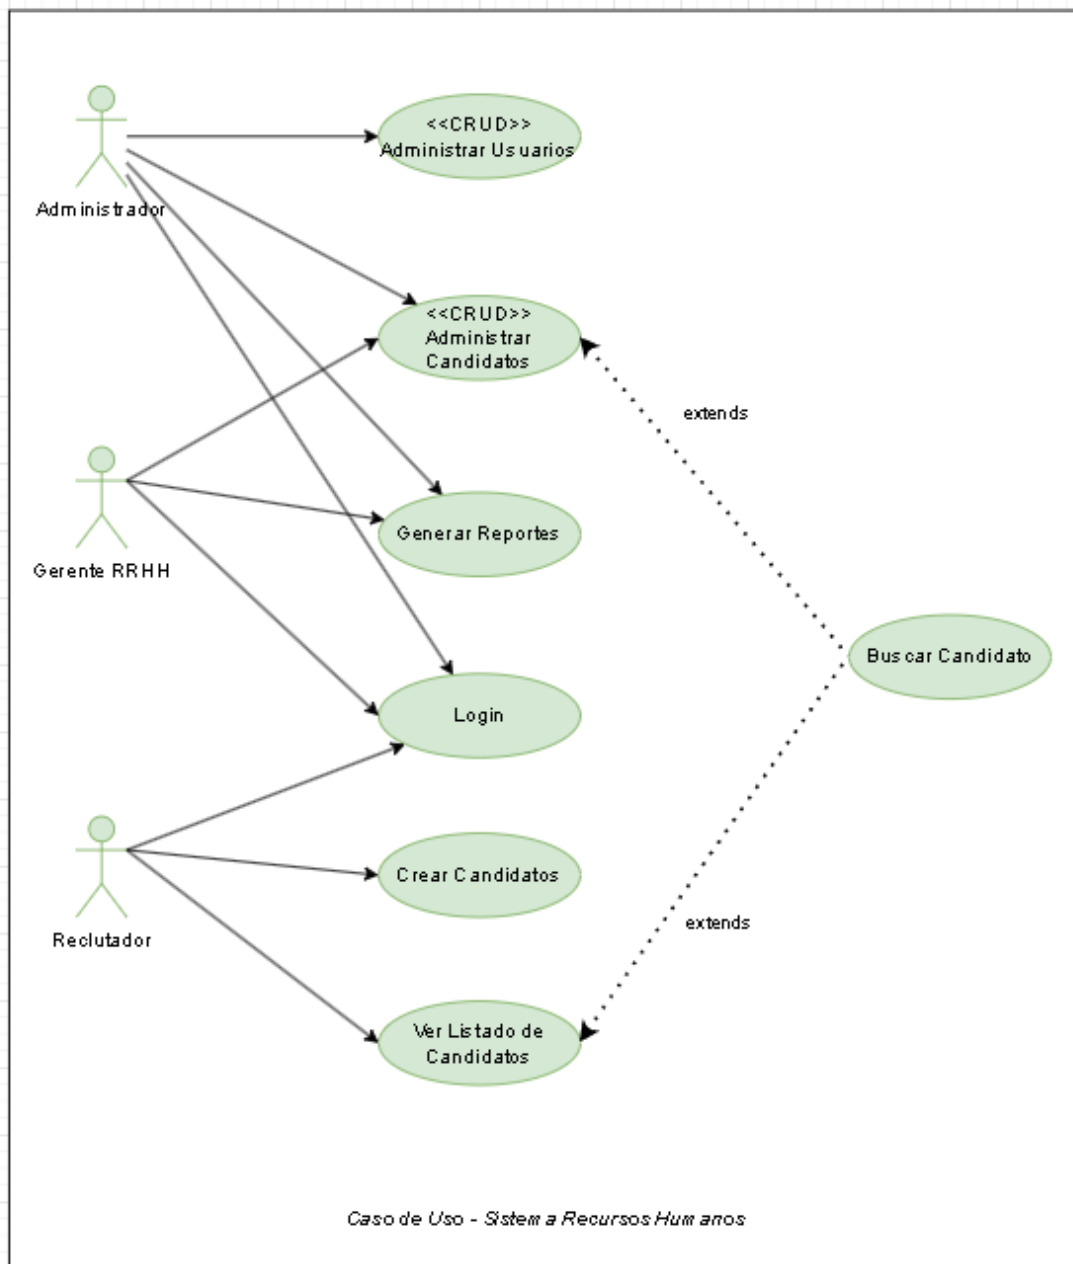 <<CRUD>>
Administrar Usuarios
Administrador
<<CRUD>>
Administrar
Candidatos
extends
Generar Reportes
Gerente RRHH
Buscar Candidato
Login
Crear Candidatos
extends
Reclutador
Ver Listado de
Candidatos
Caso de Uso - Sistema Recursos Humanos